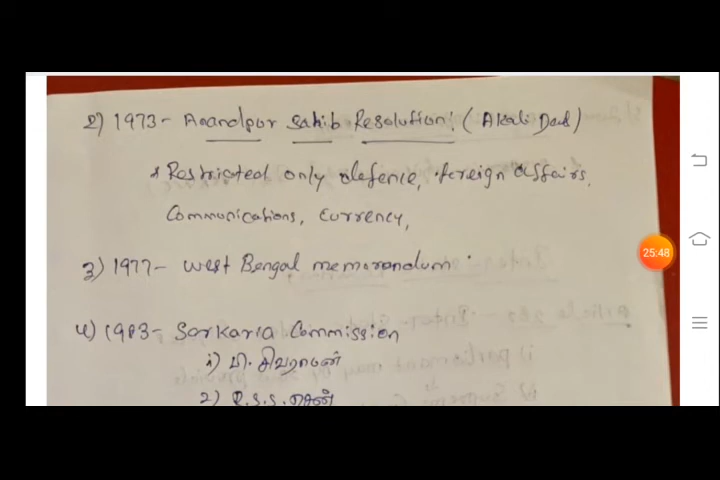 2) 1973- Anandpur Sahib Resolution: (Akali Dal)
* Restricted only defence, foreign affairs,
Communications, currency,
3) 1977- West Bengal memorandum
4) 1983- Sarkaria Commission
1) பி. சிவராமன்
2) R.S.S. சென்
25:48